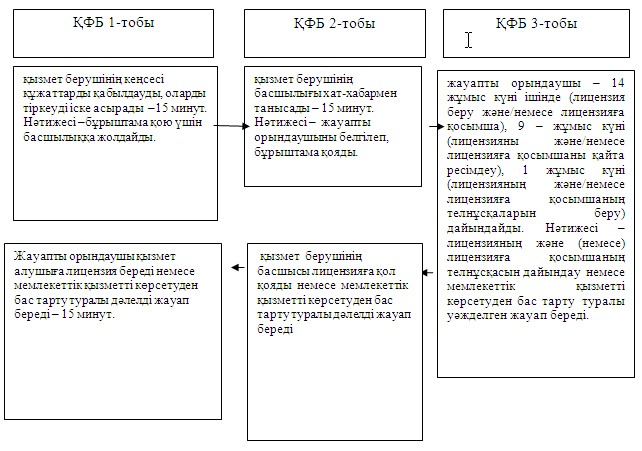 ҚФБ 1-тобы
ҚФБ 2-тобы
ҚФБ 3-тобы
қызмет берушінің кеңсесі
құжаттарды қабылдауды, оларды
тіркеуді іске асырады – 15 минут.
Нәтижесі – бұрыштама қою үшін
басшылыққа жолдайды.
қызмет берушінің
басшылығы хат-хабармен
танысады – 15 минут.
Нәтижесі – жауапты
орындаушыны белгілеп,
бұрыштама қояды.
жауапты орындаушы – 14
жұмыс күні ішінде (лицензия
беру және/немесе лицензияға
қосымша), 9 – жұмыс күні
(лицензияны және/немесе
лицензияға қосымшаны қайта
ресімдеу), 1 жұмыс күні
(лицензияның және/немесе
лицензияға қосымшаның
телнұсқаларын беру)
дайындайды. Нәтижесі –
лицензияның және (немесе)
лицензияға қосымшаның
телнұсқасын дайындау немесе
мемлекеттік қызметті
көрсетуден бас тарту туралы
уәжделген жауап береді.
қызмет берушінің
басшысы лицензияға қол
қояды немесе мемлекеттік
қызметті көрсетуден бас
тарту туралы дәлелді жауап
береді
Жауапты орындаушы қызмет
алушыға лицензия береді немесе
мемлекеттік қызметті көрсетуден
бас тарту туралы дәлелді жауап
береді – 15 минут.